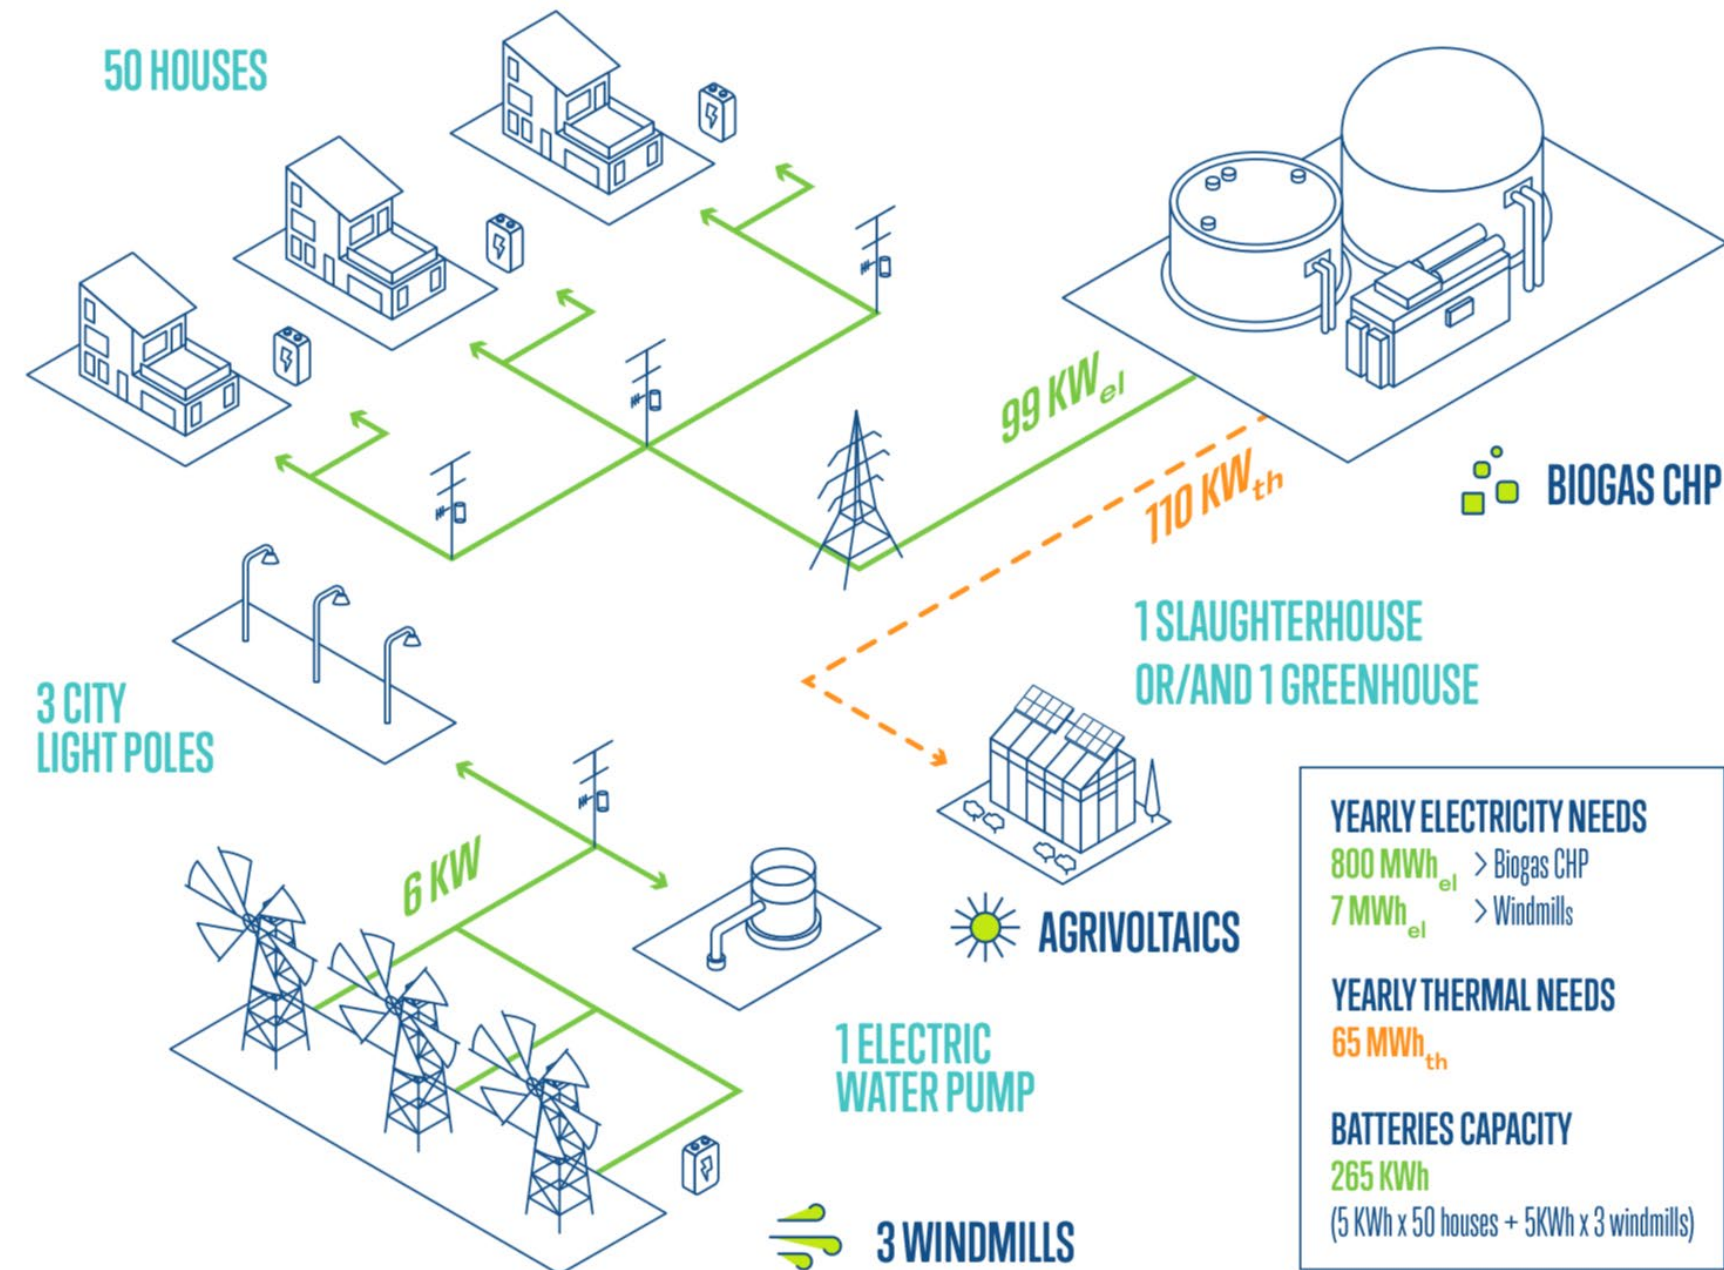 50 HOUSES
99 KWel
110 KWth
BIOGAS CHP
1 SLAUGHTERHOUSE
OR/AND 1 GREENHOUSE
3 CITY
LIGHT POLES
6 KW
AGRIVOLTAICS
1 ELECTRIC
WATER PUMP
3 WINDMILLS
YEARLY ELECTRICITY NEEDS
800 MWhel > Biogas CHP
7 MWhel > Windmills
YEARLY THERMAL NEEDS
65 MWhth
BATTERIES CAPACITY
265 KWh
(5 KWh x 50 houses + 5KWh x 3 windmills)